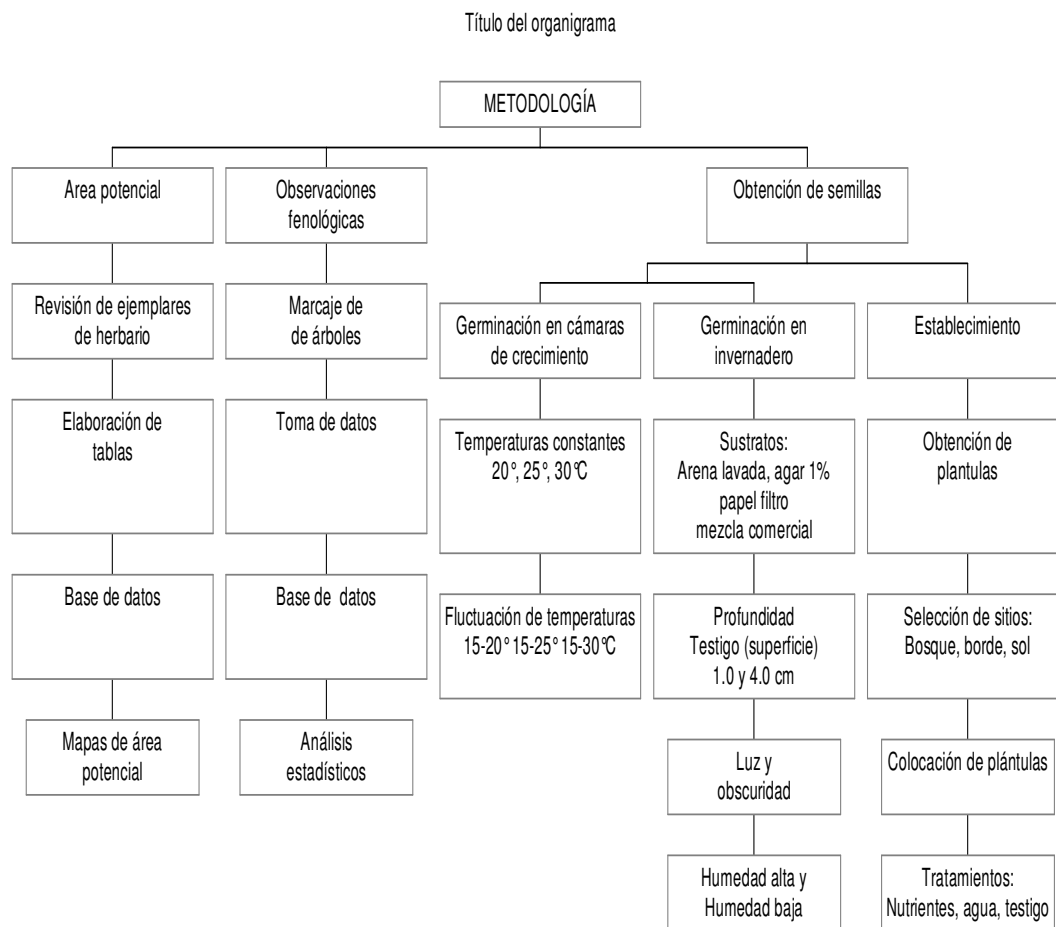 Título del organigrama
METODOLOGÍA
Area potencial
Observaciones
fenológicas
Obtención de semillas
Revisión de ejemplares
de herbario
Marcaje de
de árboles
Germinación en cámaras
de crecimiento
Germinación en
invernadero
Establecimiento
Elaboración de
tablas
Toma de datos
Temperaturas constantes
20°, 25°, 30°C
Sustratos:
Arena lavada, agar 1%
papel filtro
mezcla comercial
Obtención de
plantulas
Base de datos
Base de datos
Fluctuación de temperaturas
15-20° 15-25° 15-30°C
Profundidad
Testigo (superficie)
1.0 y 4.0 cm
Selección de sitios:
Bosque, borde, sol
Mapas de área
potencial
Análisis
estadísticos
Luz y
obscuridad
Colocación de plántulas
Humedad alta y
Humedad baja
Tratamientos:
Nutrientes, agua, testigo